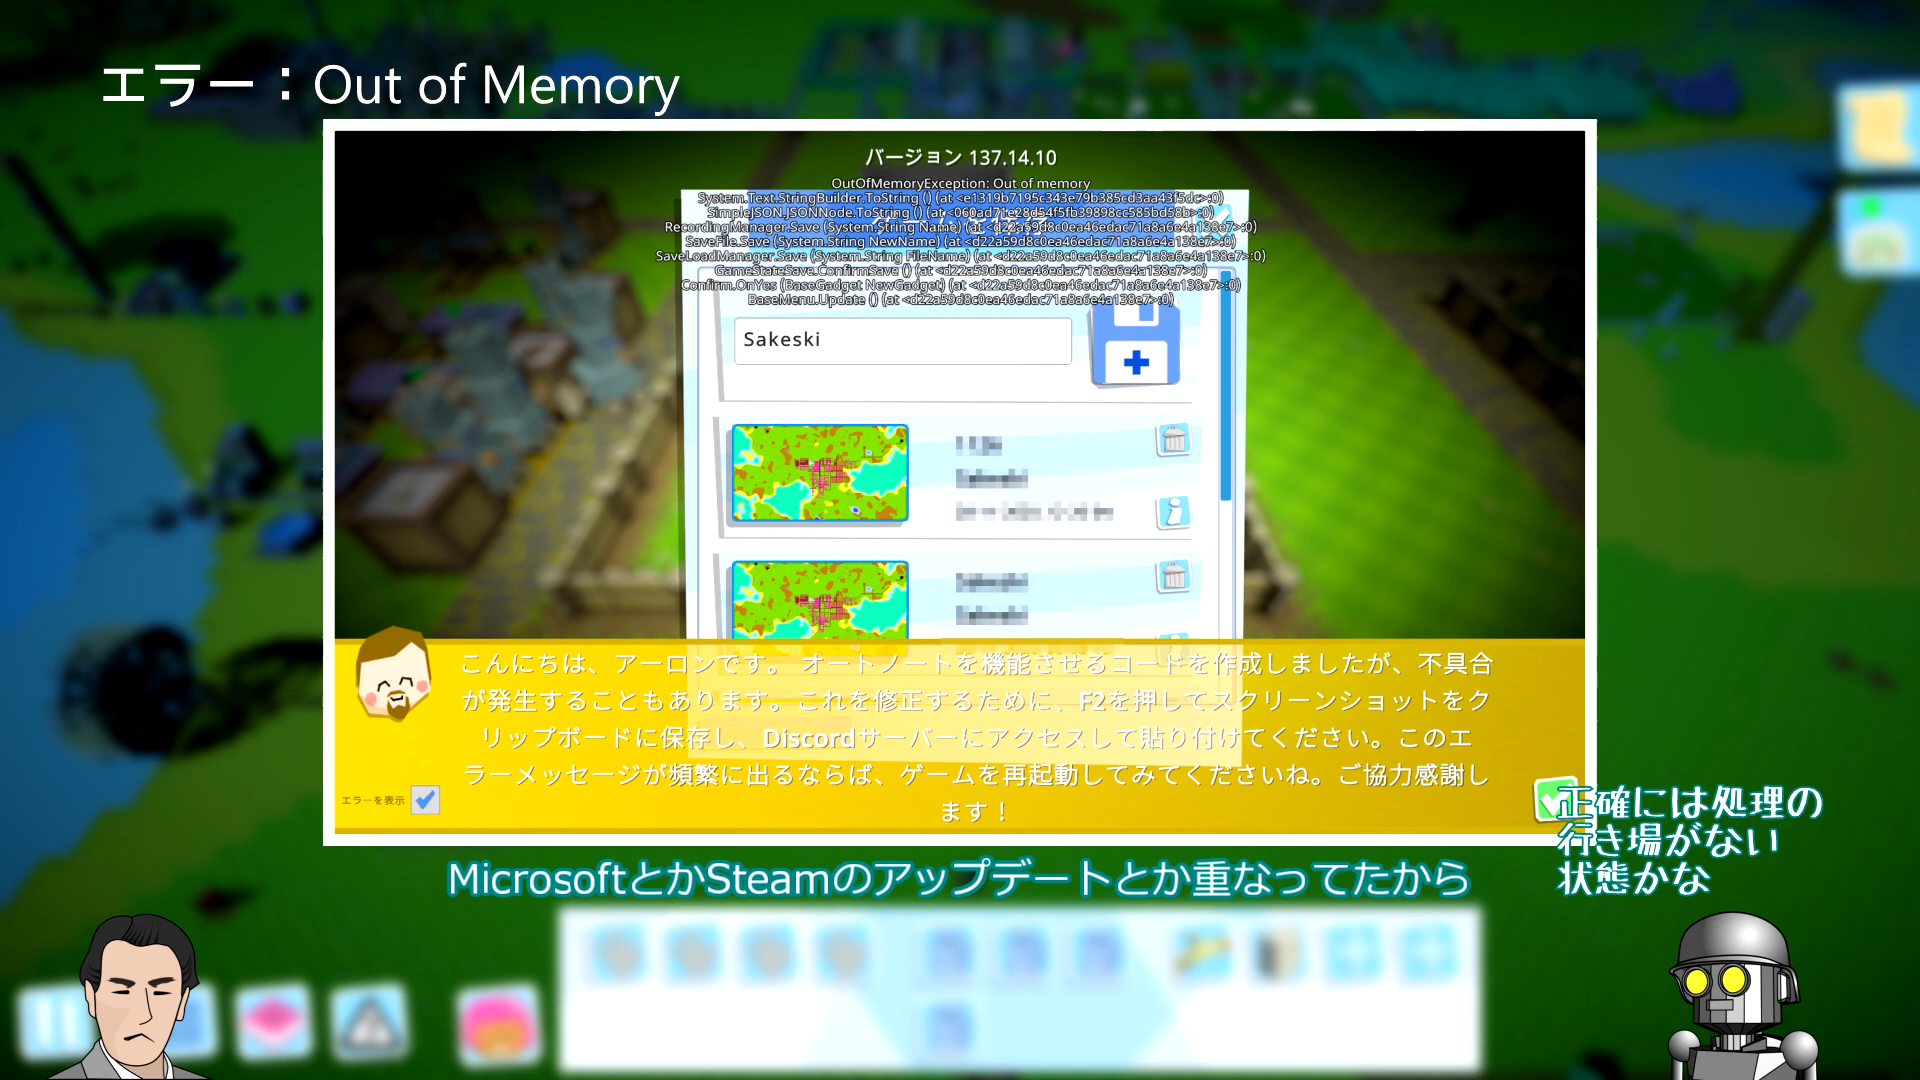 エラー：Out of Memory
バージョン 137.14.10
OutOfMemoryException: Out of memory
System.Text.StringBuilder.ToString () (at <e1319b7195c343e79b385cd3aa43f5dc>:0)
SimpleJSON.JSONNode.ToString () (at <060ad71e28d54f5fb39898cc585bd58b>:0)
RecordingManager.Save (System.String Name) (at <d22a59d8c0ea46edac71a8a6e4a138e7>:0)
SaveFile.Save (System.String NewName) (at <d22a59d8c0ea46edac71a8a6e4a138e7>:0)
SaveLoadManager.Save (System.String FileName) (at <d22a59d8c0ea46edac71a8a6e4a138e7>:0)
GameStateSave.ConfirmSave () (at <d22a59d8c0ea46edac71a8a6e4a138e7>:0)
Confirm.OnYes (BaseGadget NewGadget) (at <d22a59d8c0ea46edac71a8a6e4a138e7>:0)
BaseMenu.Update () (at <d22a59d8c0ea46edac71a8a6e4a138e7>:0)
Sakeski
こんにちは、アーロンです。 オートノートを機能させるコードを作成しましたが、不具合
が発生することもあります。これを修正するために、F2を押してスクリーンショットをク
リップボードに保存し、Discordサーバーにアクセスして貼り付けてください。このエ
ラーメッセージが頻繁に出るならば、ゲームを再起動してみてくださいね。ご協力感謝し
ます！
エラーを表示
正確には処理の
行き場がない
状態かな
MicrosoftとかSteamのアップデートとか重なってたから